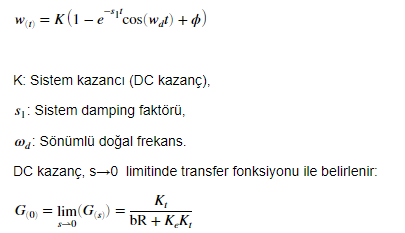 w₍ₜ₎ = K(1 − e^(−s₁t) cos(w_d t) + ϕ)
K: Sistem kazancı (DC kazanç),
s₁: Sistem damping faktörü,
ω_d: Sönümlü doğal frekans.
DC kazanç, s→0 limitinde transfer fonksiyonu ile belirlenir:
G₍₀₎ = lim_(s→0) (G₍ₛ₎) = K_t / (bR + K_e K_t)